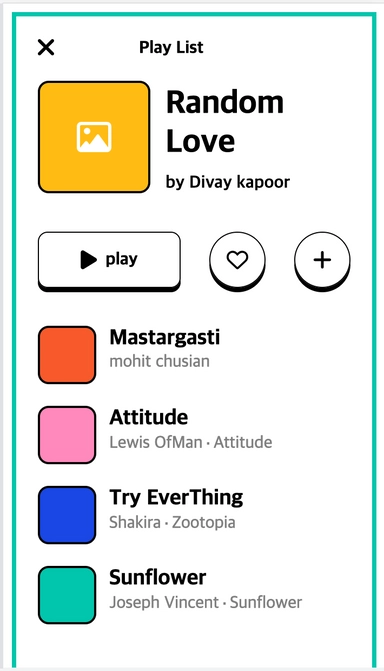 Play List
Random
Love
by Divay kapoor
play
Mastargasti
mohit chusian
Attitude
Lewis OfMan · Attitude
Try EverThing
Shakira · Zootopia
Sunflower
Joseph Vincent · Sunflower